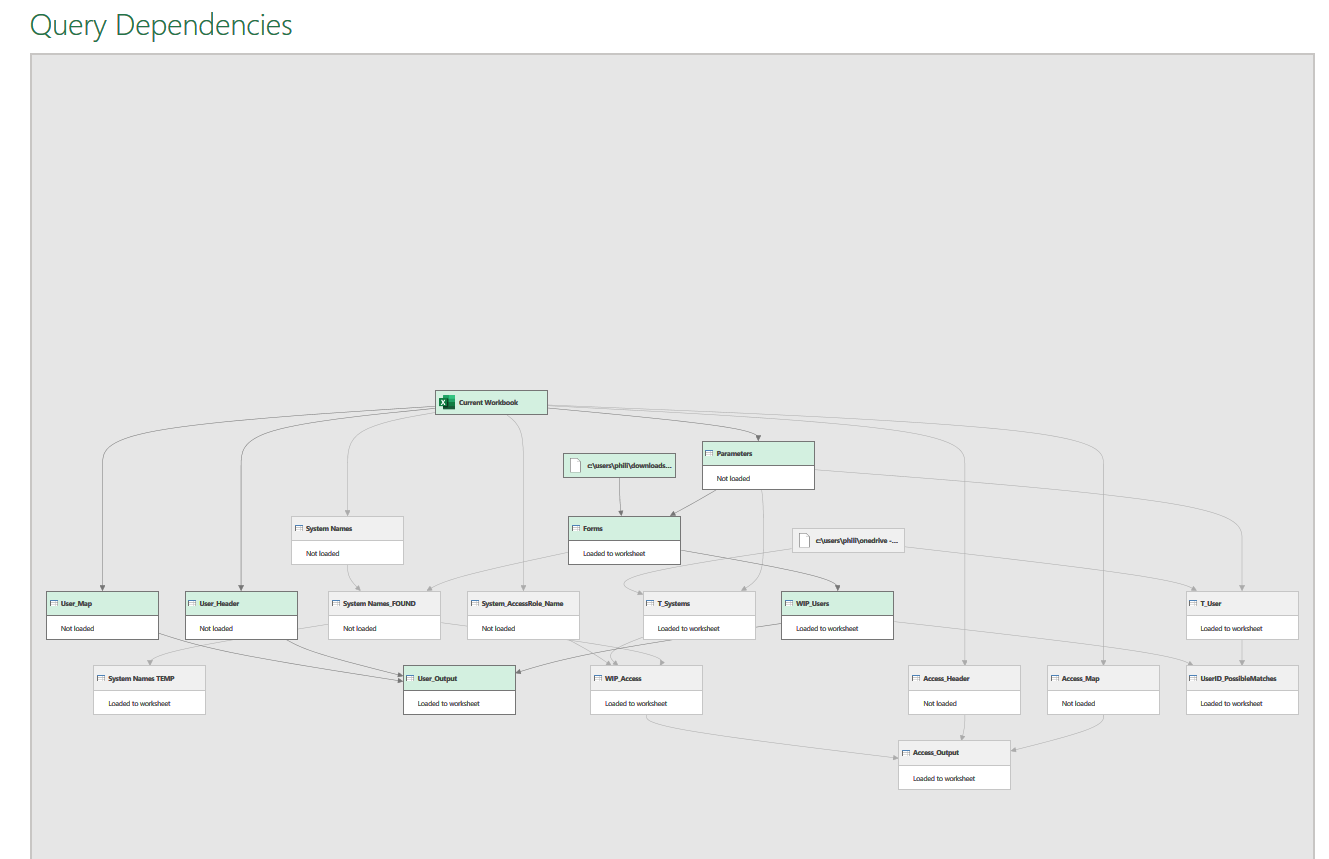 Query Dependencies
Current Workbook
Parameters
Not loaded
c:\users\phill\downloads...
System Names
Not loaded
Forms
Loaded to worksheet
c:\users\phill\onedrive -...
User_Map
Not loaded
User_Header
Not loaded
System Names_FOUND
Not loaded
System_AccessRole_Name
Not loaded
T_Systems
Loaded to worksheet
WIP_Users
Loaded to worksheet
T_User
Loaded to worksheet
System Names TEMP
Loaded to worksheet
User_Output
Loaded to worksheet
WIP_Access
Loaded to worksheet
Access_Header
Not loaded
Access_Map
Not loaded
UserID_PossibleMatches
Loaded to worksheet
Access_Output
Loaded to worksheet